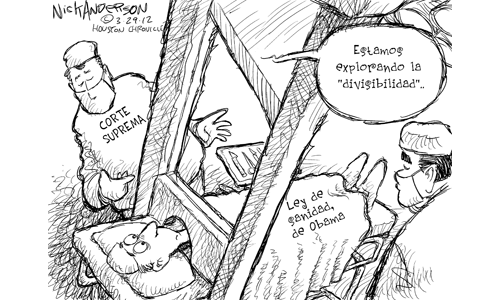 NICK ANDERSON
©3·29·12
HOUSTON CHRONICLE
CORTE
SUPREMA
Estamos
explorando la
"divisibilidad"..
Ley de
sanidad,
de Obama